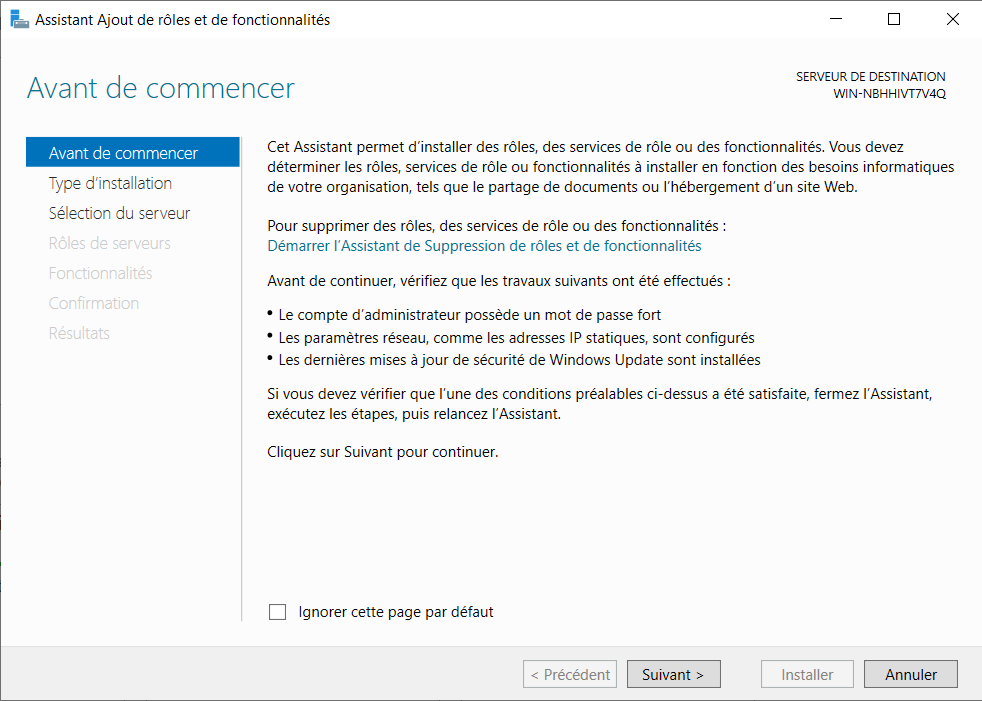 Assistant Ajout de rôles et de fonctionnalités
Avant de commencer
SERVEUR DE DESTINATION
WIN-NBHHIVT7V4Q
Avant de commencer
Type d’installation
Sélection du serveur
Rôles de serveurs
Fonctionnalités
Confirmation
Résultats
Cet Assistant permet d’installer des rôles, des services de rôle ou des fonctionnalités. Vous devez
déterminer les rôles, services de rôle ou fonctionnalités à installer en fonction des besoins informatiques
de votre organisation, tels que le partage de documents ou l’hébergement d’un site Web.
Pour supprimer des rôles, des services de rôle ou des fonctionnalités :
Démarrer l’Assistant de Suppression de rôles et de fonctionnalités
Avant de continuer, vérifiez que les travaux suivants ont été effectués :
• Le compte d’administrateur possède un mot de passe fort
• Les paramètres réseau, comme les adresses IP statiques, sont configurés
• Les dernières mises à jour de sécurité de Windows Update sont installées
Si vous devez vérifier que l’une des conditions préalables ci-dessus a été satisfaite, fermez l’Assistant,
exécutez les étapes, puis relancez l’Assistant.
Cliquez sur Suivant pour continuer.
Ignorer cette page par défaut
< Précédent
Suivant >
Installer
Annuler